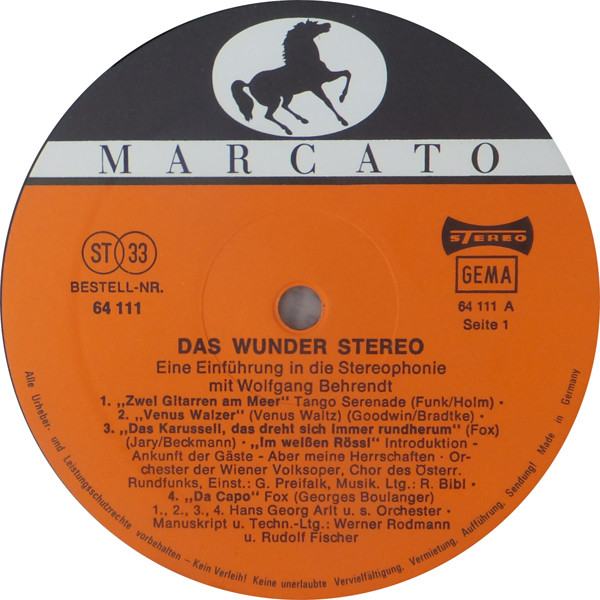 MARCATO
ST 33
STEREO
GEMA
BESTELL-NR.
64 111
64 111 A
Seite 1
DAS WUNDER STEREO
Eine Einführung in die Stereophonie
mit Wolfgang Behrendt
1. „Zwei Gitarren am Meer" Tango Serenade (Funk/Holm) •
2. „Venus Walzer" (Venus Waltz) (Goodwin/Bradtke) •
3. „Das Karussell, das dreht sich immer rundherum" (Fox)
(Jary/Beckmann) • „Im weißen Rössl" Introduktion -
Ankunft der Gäste - Aber meine Herrschaften • Or-
chester der Wiener Volksoper, Chor des Österr.
Rundfunks, Einst.: G. Preifalk, Musik. Ltg.: R. Bibl •
4. „Da Capo" Fox (Georges Boulanger)
1., 2., 3., 4. Hans Georg Arlt u. s. Orchester •
Manuskript u. Techn.-Ltg.: Werner Rodmann
u. Rudolf Fischer
Alle Urheber- und Leistungsschutzrechte vorbehalten – Kein Verleih! Keine unerlaubte Vervielfältigung, Vermietung, Aufführung, Sendung! Made in Germany